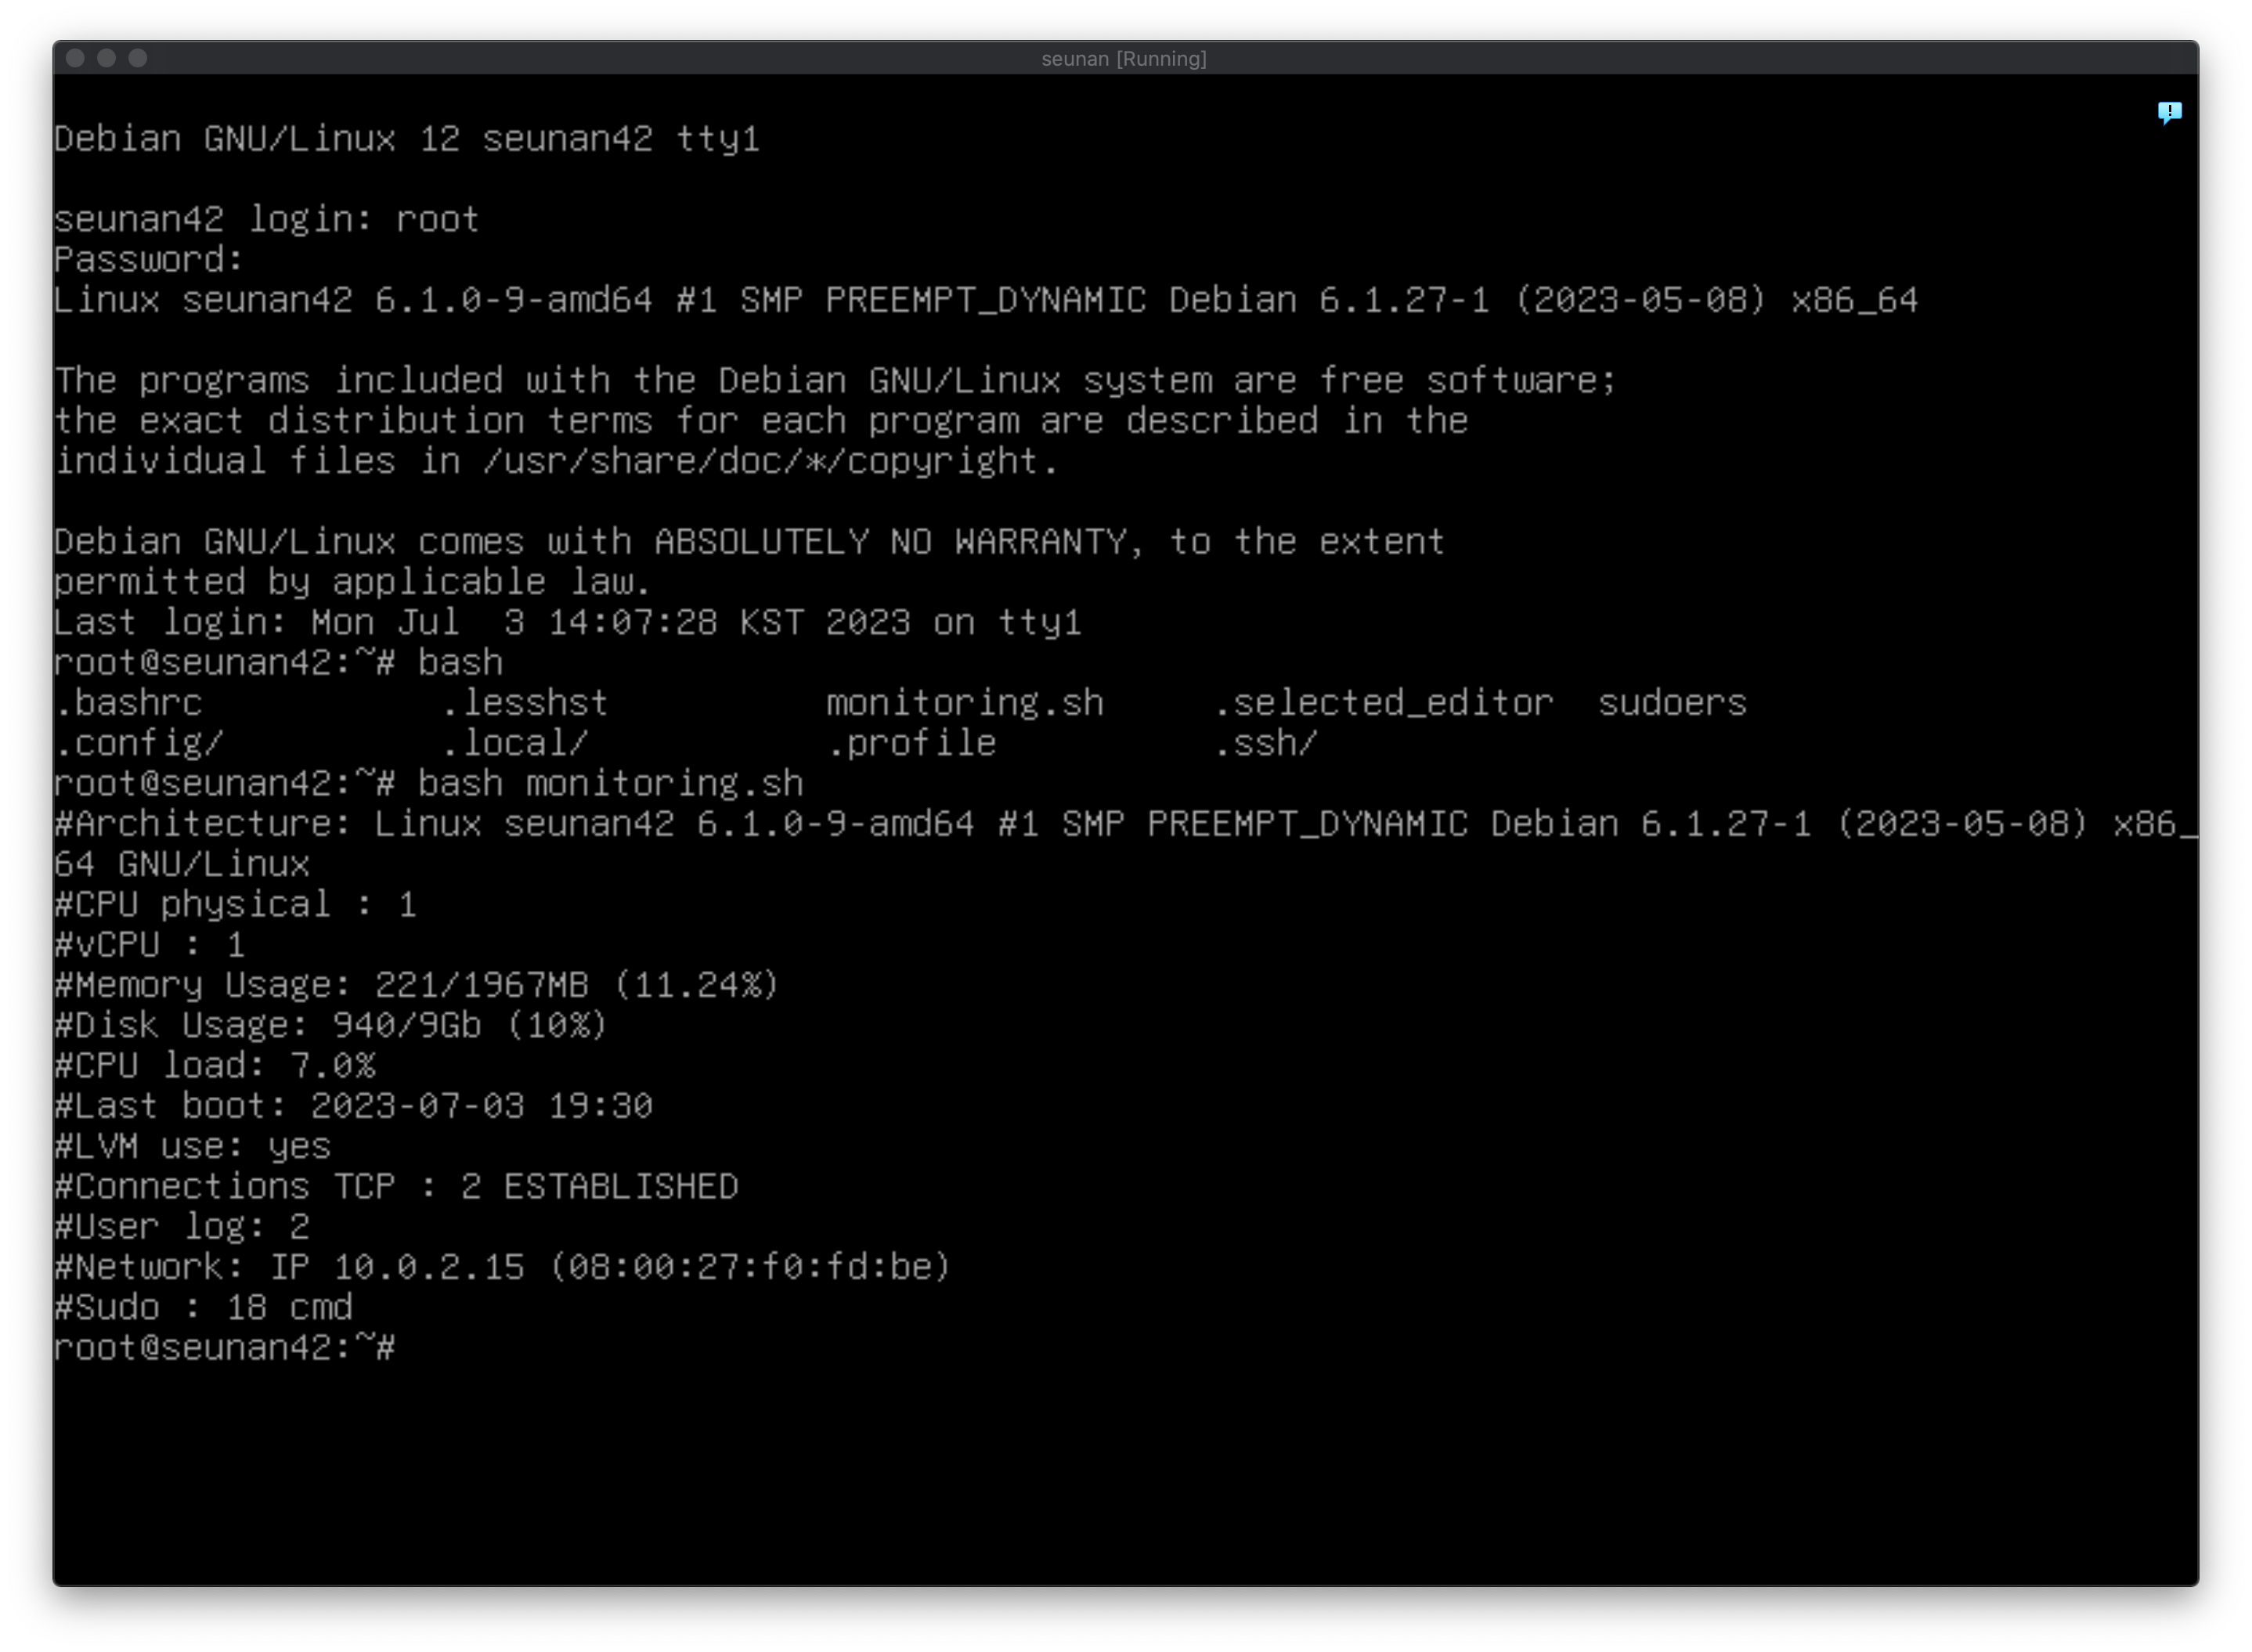 seunan [Running]
Debian GNU/Linux 12 seunan42 tty1
seunan42 login: root
Password:
Linux seunan42 6.1.0-9-amd64 #1 SMP PREEMPT_DYNAMIC Debian 6.1.27-1 (2023-05-08) x86_64
The programs included with the Debian GNU/Linux system are free software;
the exact distribution terms for each program are described in the
individual files in /usr/share/doc/*/copyright.
Debian GNU/Linux comes with ABSOLUTELY NO WARRANTY, to the extent
permitted by applicable law.
Last login: Mon Jul  3 14:07:28 KST 2023 on tty1
root@seunan42:~# bash
.bashrc .lesshst monitoring.sh .selected_editor sudoers
.config/ .local/ .profile .ssh/
root@seunan42:~# bash monitoring.sh
#Architecture: Linux seunan42 6.1.0-9-amd64 #1 SMP PREEMPT_DYNAMIC Debian 6.1.27-1 (2023-05-08) x86_
64 GNU/Linux
#CPU physical : 1
#vCPU : 1
#Memory Usage: 221/1967MB (11.24%)
#Disk Usage: 940/9Gb (10%)
#CPU load: 7.0%
#Last boot: 2023-07-03 19:30
#LVM use: yes
#Connections TCP : 2 ESTABLISHED
#User log: 2
#Network: IP 10.0.2.15 (08:00:27:f0:fd:be)
#Sudo : 18 cmd
root@seunan42:~#